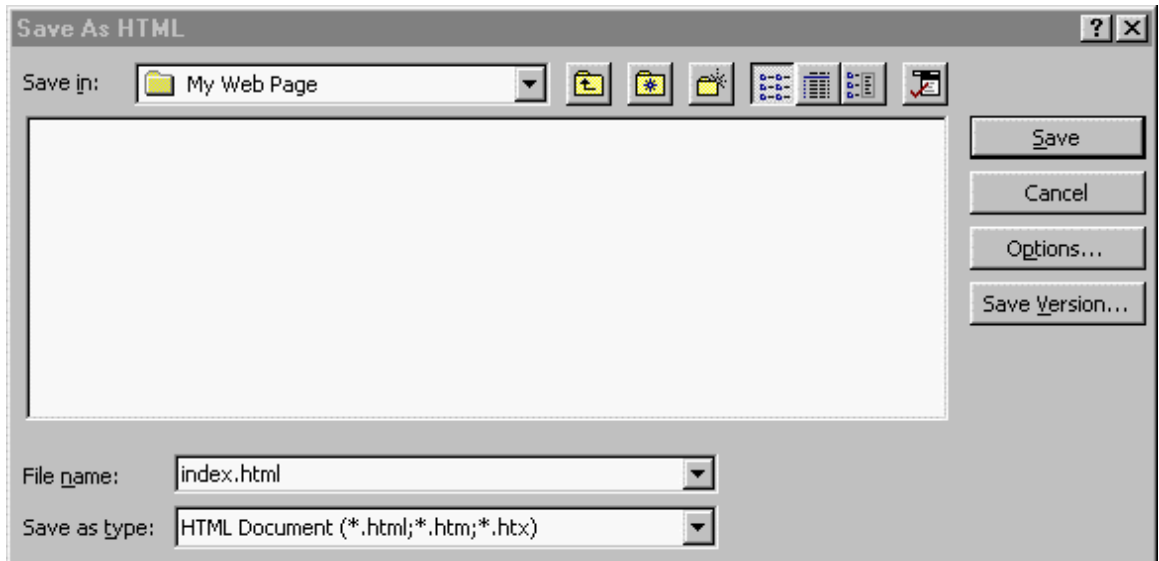 Save As HTML
Save in:
My Web Page
Save
Cancel
Options...
Save Version...
File name:
index.html
Save as type:
HTML Document (*.html;*.htm;*.htx)